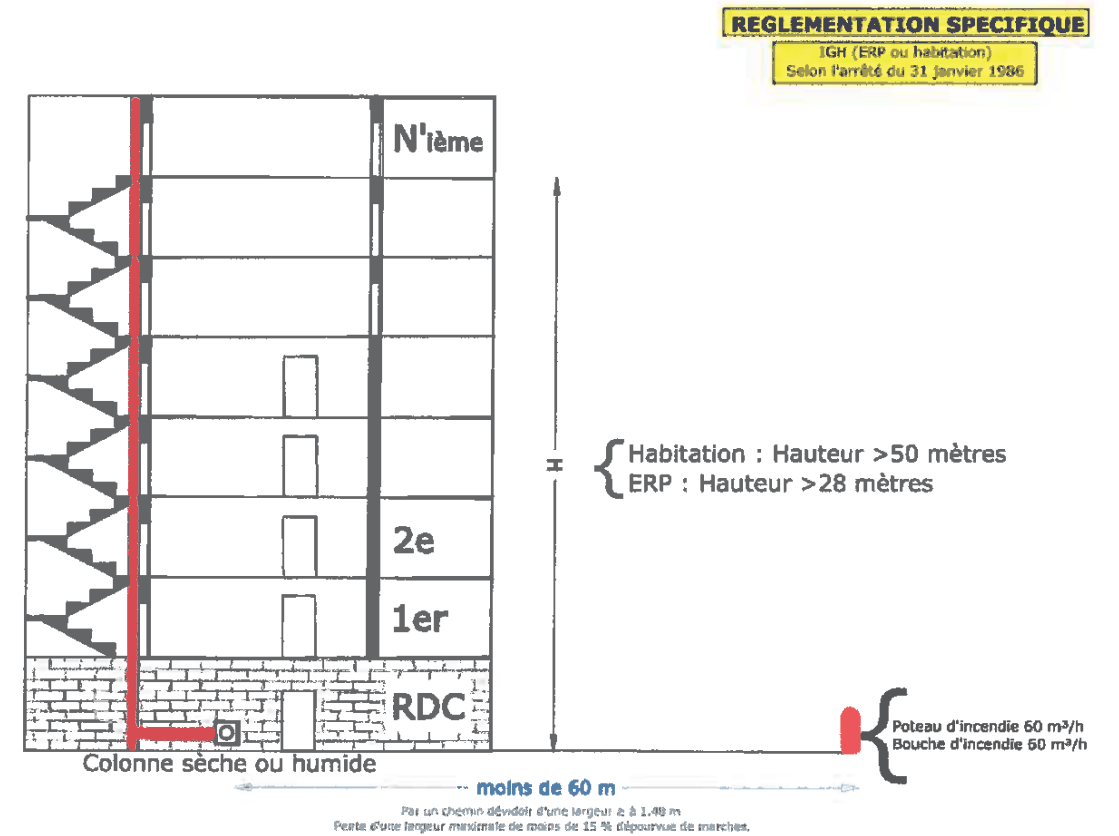 REGLEMENTATION SPECIFIQUE
IGH (ERP ou habitation)
Selon l'arrêté du 31 janvier 1986
N'ième
H
Habitation : Hauteur >50 mètres
ERP : Hauteur >28 mètres
2e
1er
RDC
Poteau d'incendie 60 m³/h
Bouche d'incendie 60 m³/h
Colonne sèche ou humide
moins de 60 m
Par un chemin dévidoir d'une largeur ≥ à 1.40 m
Pente d'une largeur maximale de moins de 15 % dépourvue de marches.